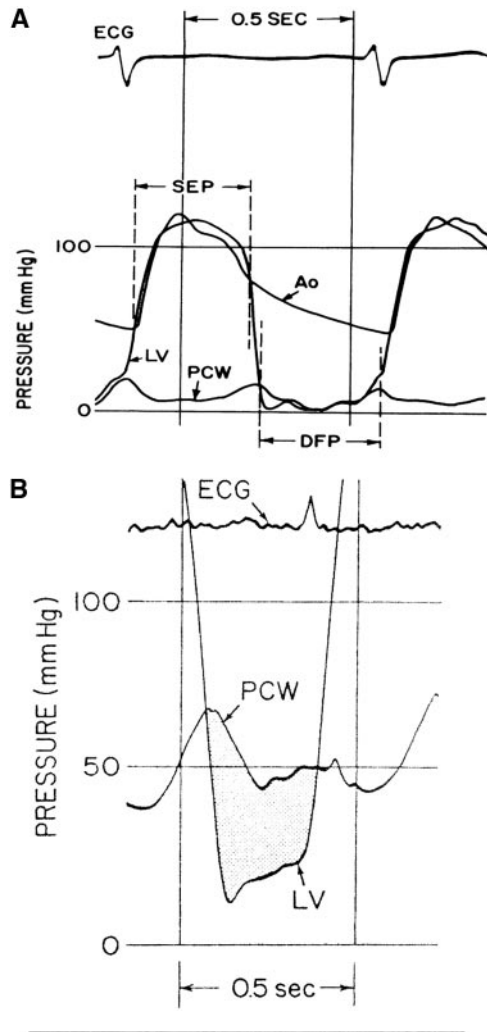 A
0.5 SEC
ECG
SEP
100
Ao
PRESSURE (mm Hg)
LV
PCW
0
DFP
B
ECG
100
PCW
PRESSURE (mm Hg)
50
LV
0
0.5 sec